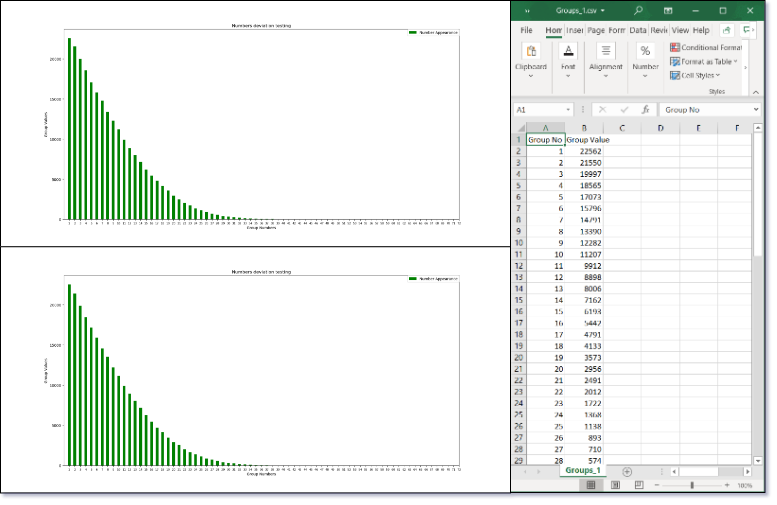 Numbers deviation testing
Number Appearance
20000
15000
10000
5000
0
Group Values
Group Numbers
Numbers deviation testing
Number Appearance
20000
15000
10000
5000
0
Group Values
Group Numbers
Groups_1.csv
File Hom Inser Page Form Data Revi View Help
Clipboard Font Alignment Number
Conditional Format
Format as Table
Cell Styles
Styles
A1 fx Group No
A B C D E F
1 Group No Group Value
2 1 22562
3 2 21550
4 3 19997
5 4 18565
6 5 17073
7 6 15796
8 7 14791
9 8 13390
10 9 12282
11 10 11207
12 11 9912
13 12 8898
14 13 8006
15 14 7162
16 15 6193
17 16 5442
18 17 4791
19 18 4133
20 19 3573
21 20 2956
22 21 2491
23 22 2012
24 23 1722
25 24 1368
26 25 1138
27 26 893
28 27 710
29 28 574
Groups_1
100%